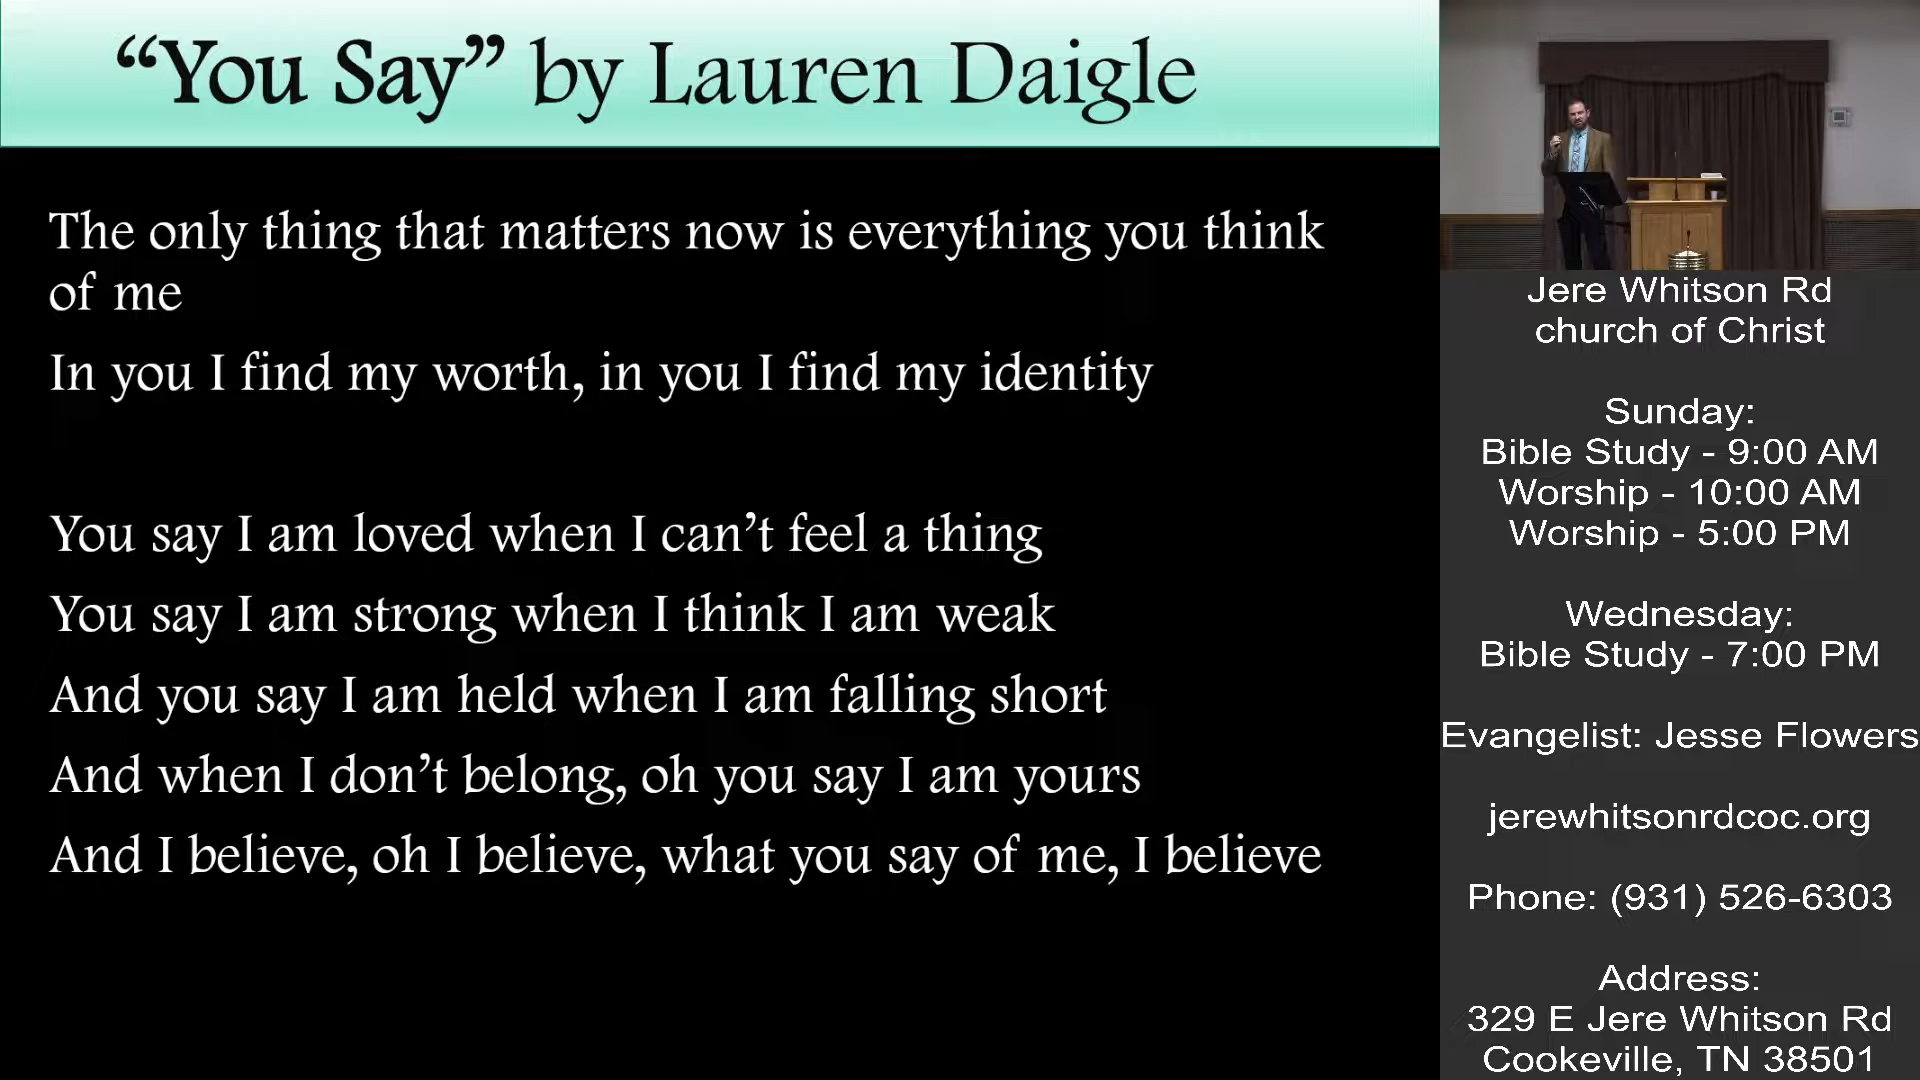 “You Say” by Lauren Daigle
The only thing that matters now is everything you think
of me
In you I find my worth, in you I find my identity
You say I am loved when I can’t feel a thing
You say I am strong when I think I am weak
And you say I am held when I am falling short
And when I don’t belong, oh you say I am yours
And I believe, oh I believe, what you say of me, I believe
Jere Whitson Rd
church of Christ
Sunday:
Bible Study - 9:00 AM
Worship - 10:00 AM
Worship - 5:00 PM
Wednesday:
Bible Study - 7:00 PM
Evangelist: Jesse Flowers
jerewhitsonrdcoc.org
Phone: (931) 526-6303
Address:
329 E Jere Whitson Rd
Cookeville, TN 38501